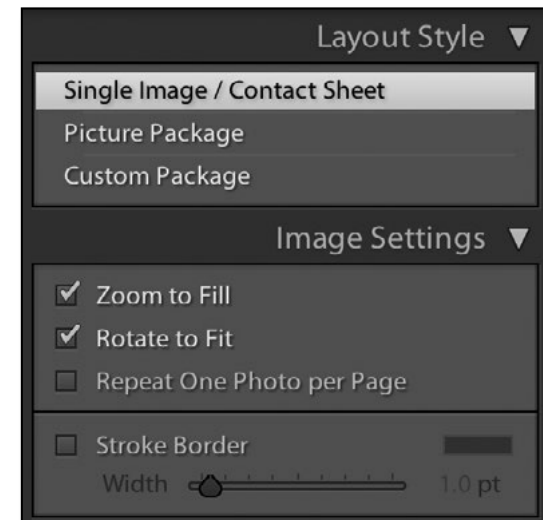 Layout Style
Single Image / Contact Sheet
Picture Package
Custom Package
Image Settings
Zoom to Fill
Rotate to Fit
Repeat One Photo per Page
Stroke Border
Width 1.0 pt